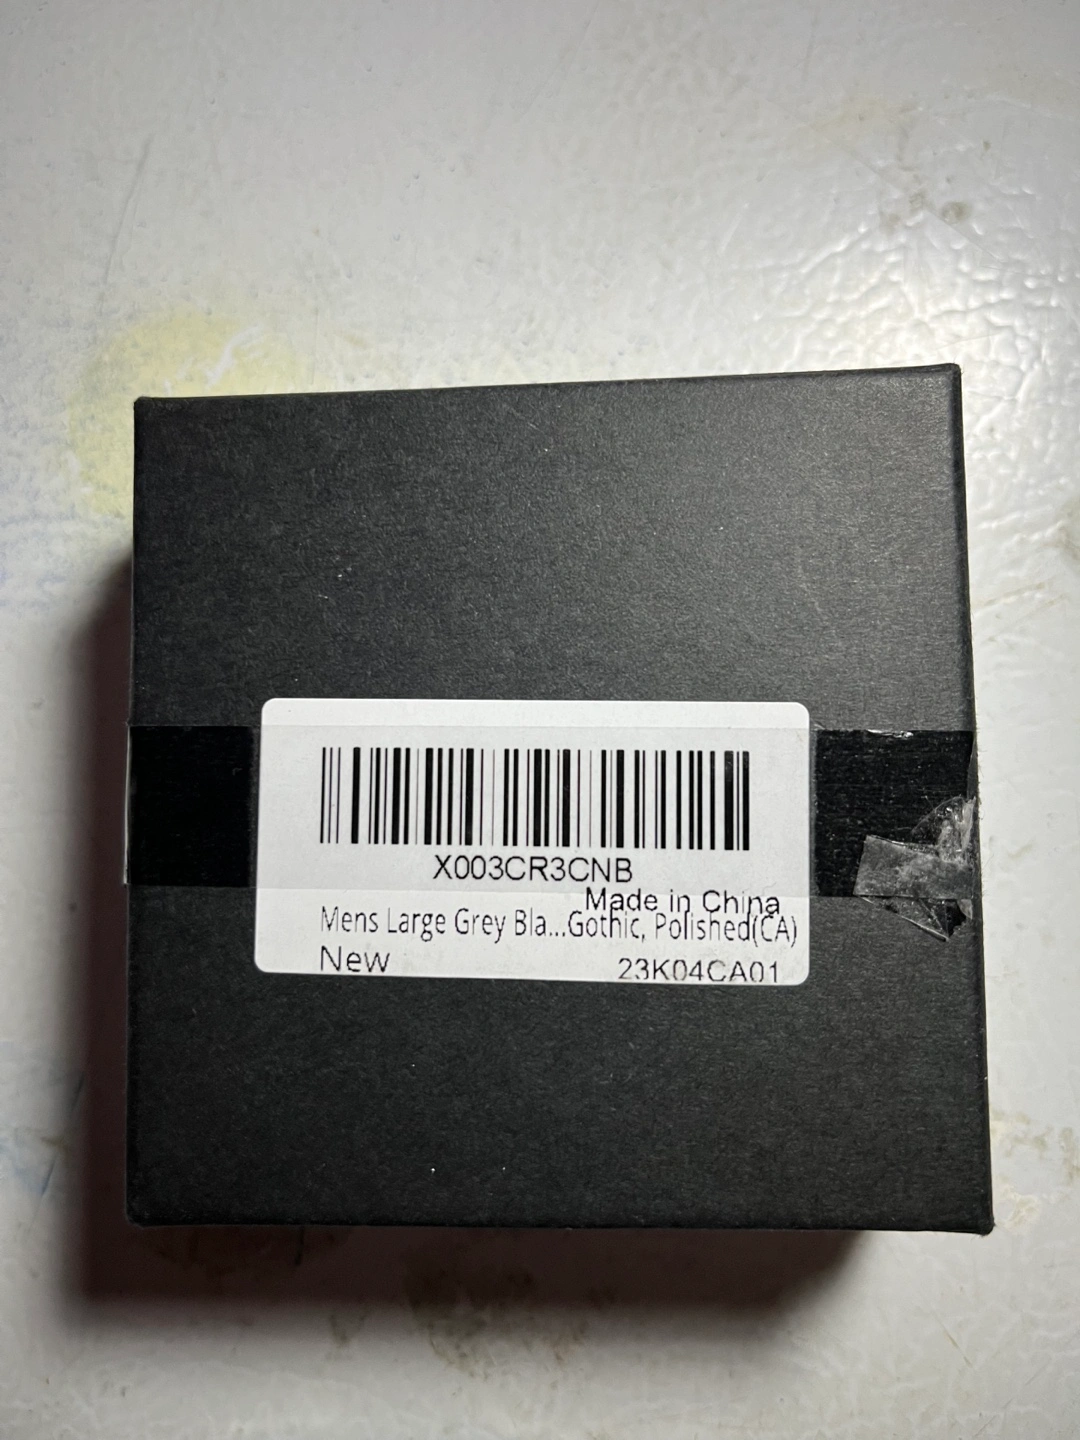 X003CR3CNB
Made in China
Mens Large Grey Bla...Gothic, Polished(CA)
New 23K04CA01